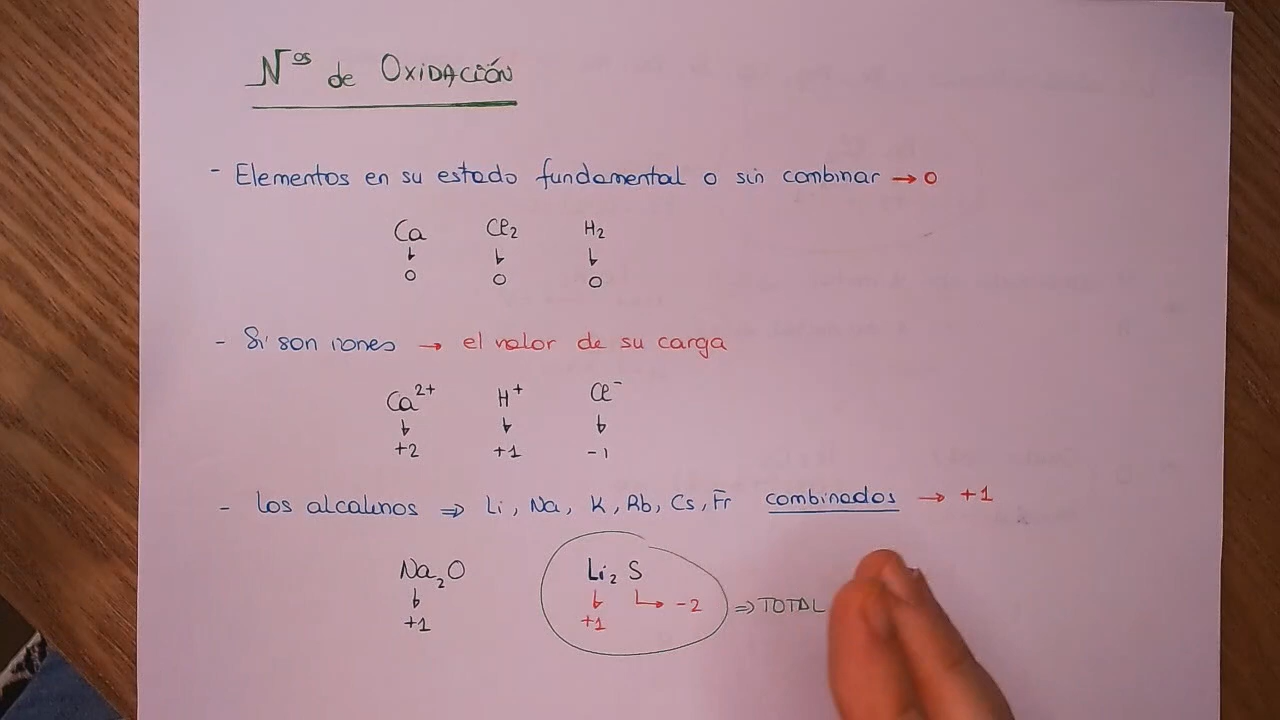 Nos de OXIDACIÓN
- Elementos en su estado fundamental o sin combinar → 0
Ca Cl2 H2
↓ ↓ ↓
0 0 0
- Si son iones → el valor de su carga
Ca2+ H+ Cl-
↓ ↓ ↓
+2 +1 -1
- Los alcalinos ⇒ Li, Na, K, Rb, Cs, Fr combinados → +1
Na2O Li2 S
↓ ↓ ↳ -2 ⇒ TOTAL
+1 +1